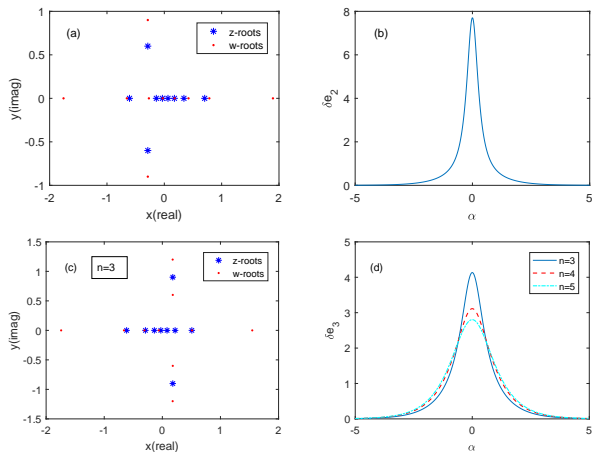 (a)
z-roots
w-roots
y(imag)
1
0.5
0
-0.5
-1
-2
-1
0
1
2
x(real)
(b)
δe2
8
6
4
2
0
-5
0
5
α
(c)
n=3
z-roots
w-roots
y(imag)
1.5
1
0.5
0
-0.5
-1
-1.5
-2
-1
0
1
2
x(real)
(d)
n=3
n=4
n=5
δe3
5
4
3
2
1
0
-5
0
5
α